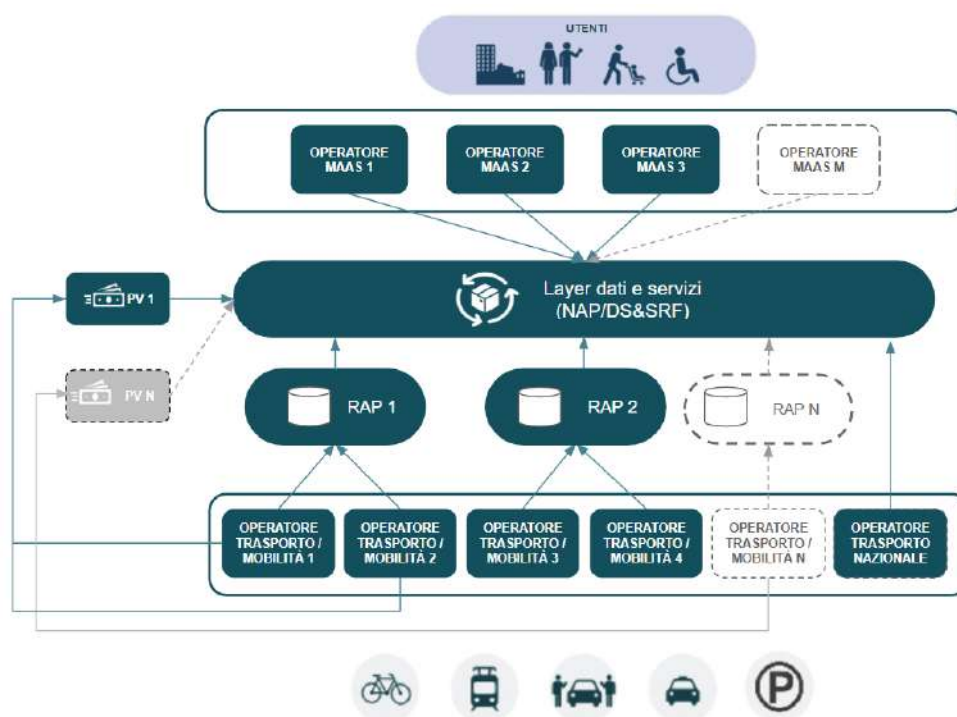 UTENTI
OPERATORE
MAAS 1
OPERATORE
MAAS 2
OPERATORE
MAAS 3
OPERATORE
MAAS M
Layer dati e servizi
(NAP/DS&SRF)
PV 1
PV N
RAP 1
RAP 2
RAP N
OPERATORE
TRASPORTO /
MOBILITÀ 1
OPERATORE
TRASPORTO /
MOBILITÀ 2
OPERATORE
TRASPORTO /
MOBILITÀ 3
OPERATORE
TRASPORTO /
MOBILITÀ 4
OPERATORE
TRASPORTO /
MOBILITÀ N
OPERATORE
TRASPORTO
NAZIONALE
P